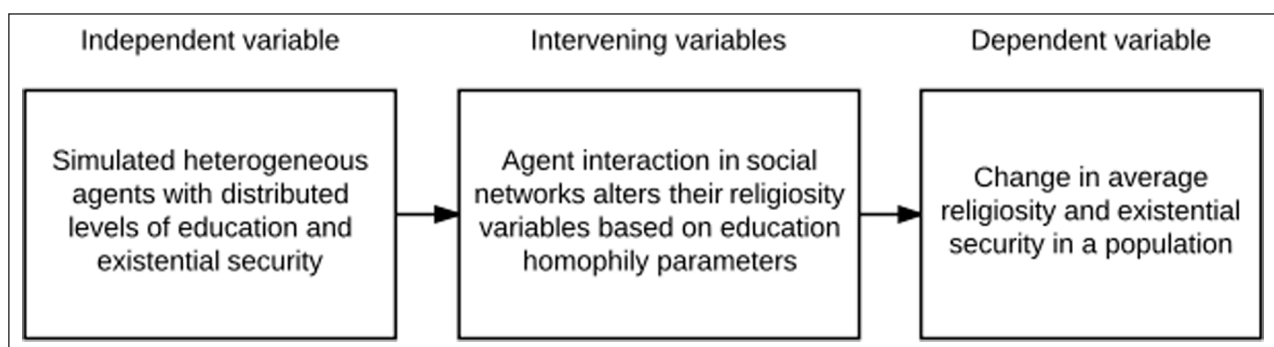 Independent variable
Intervening variables
Dependent variable
Simulated heterogeneous
agents with distributed
levels of education and
existential security
Agent interaction in social
networks alters their religiosity
variables based on education
homophily parameters
Change in average
religiosity and existential
security in a population